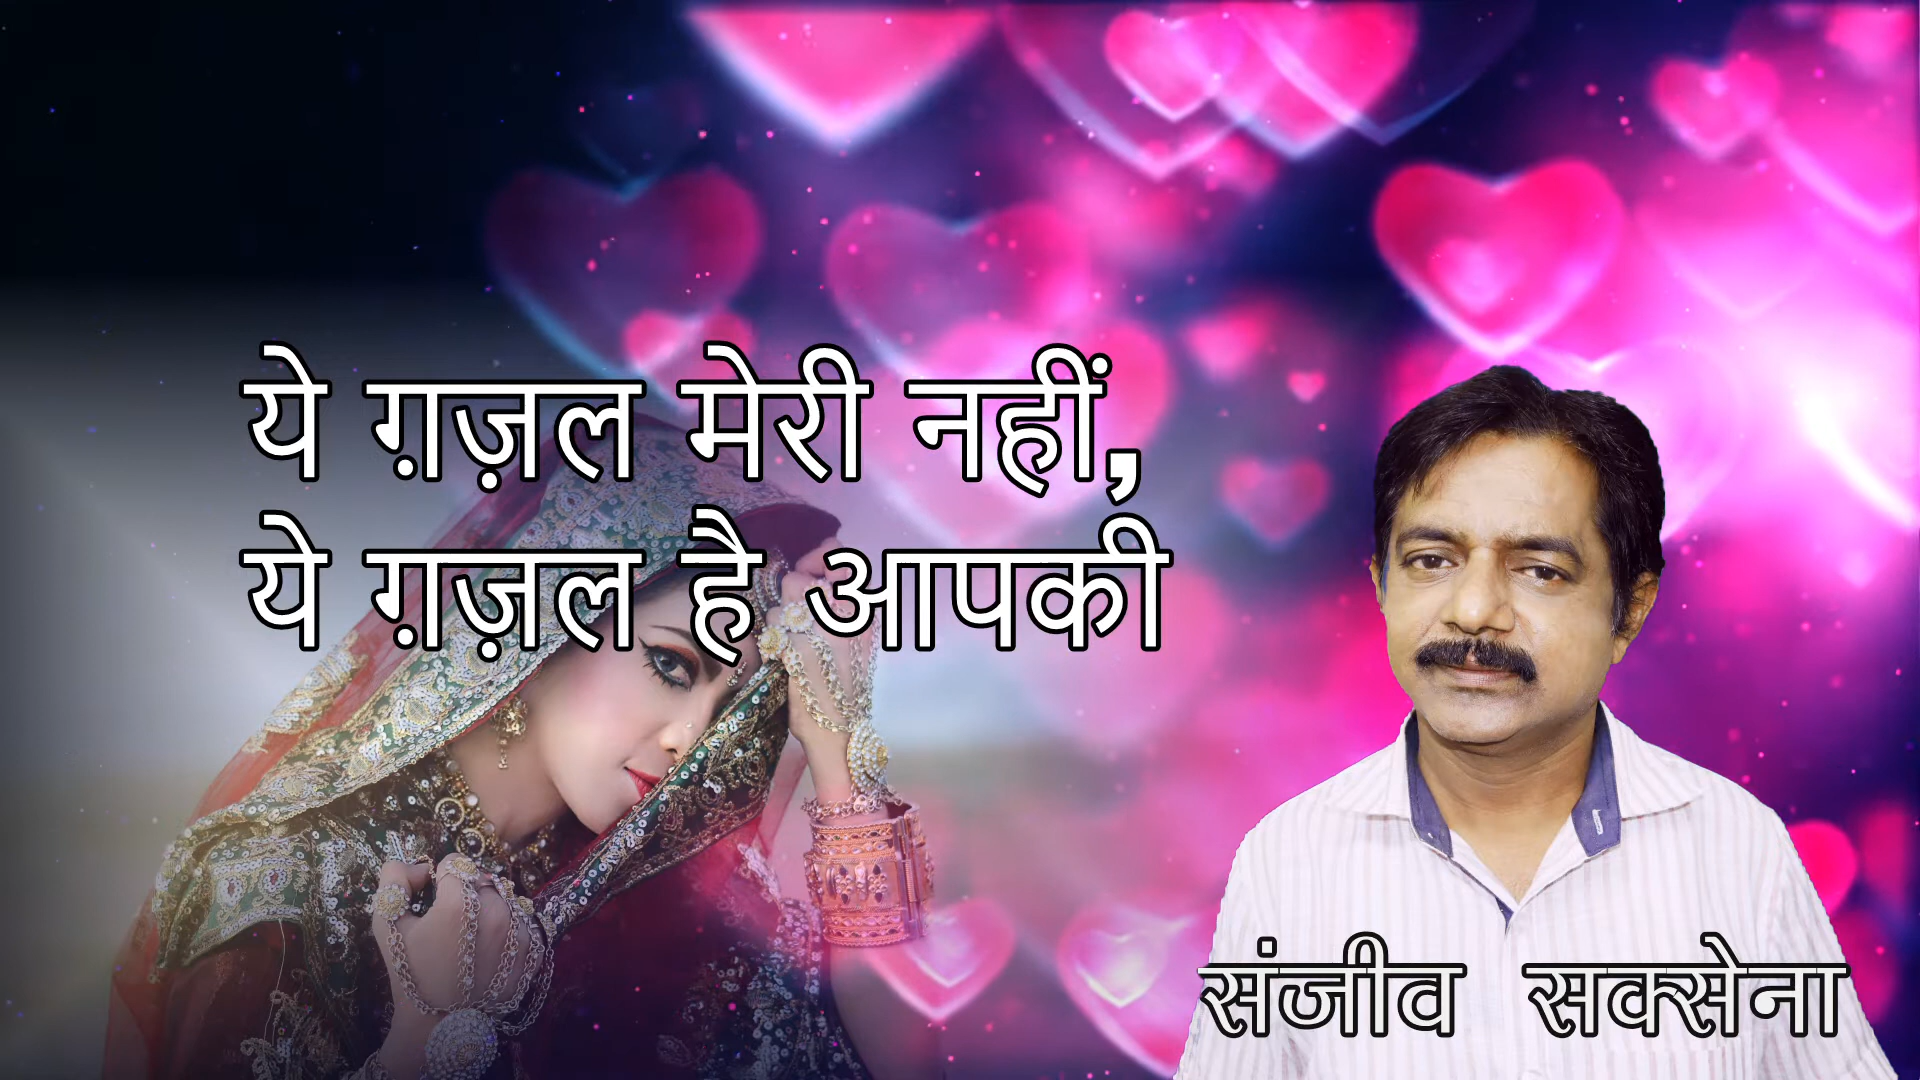 ये ग़ज़ल मेरी नहीं,
ये ग़ज़ल है आपकी
संजीव सक्सेना